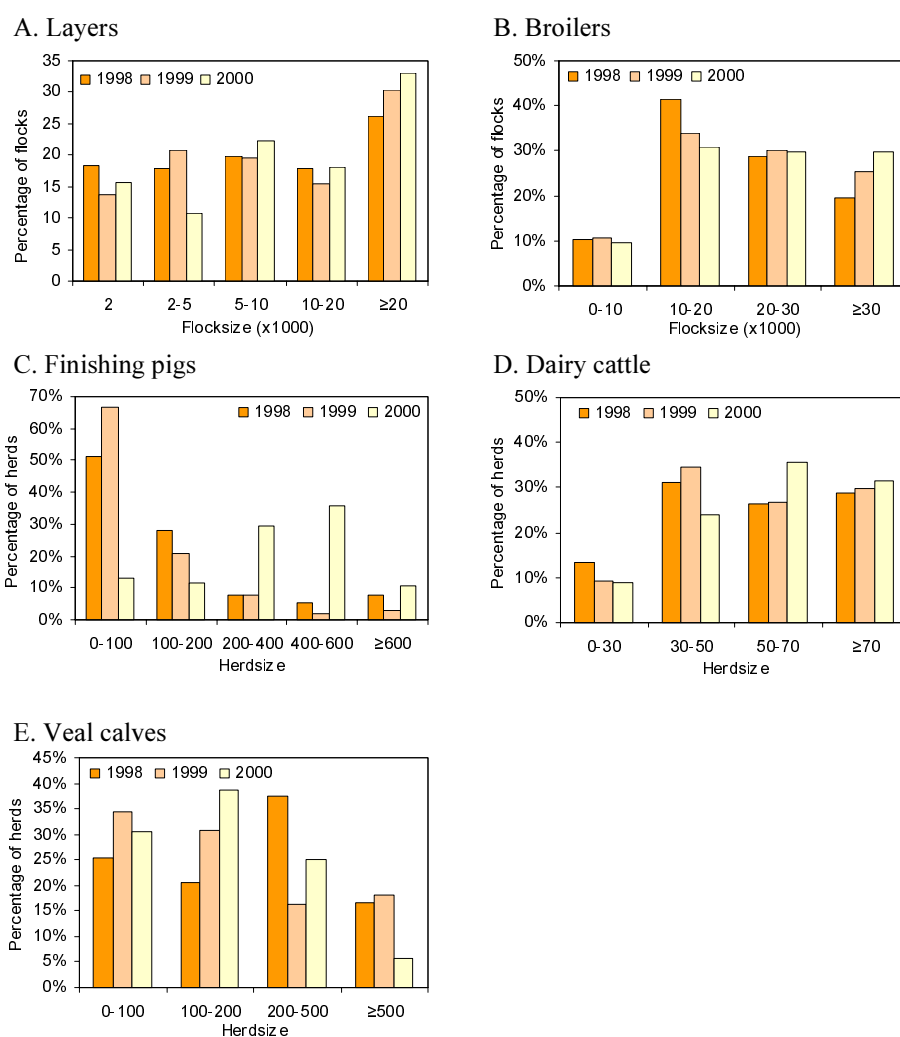 A. Layers
35
30
25
20
15
10
5
0
Percentage of flocks
1998 1999 2000
2 2-5 5-10 10-20 ≥20
Flocksize (x1000)
B. Broilers
50%
40%
30%
20%
10%
0%
Percentage of flocks
1998 1999 2000
0-10 10-20 20-30 ≥30
Flocksize (x1000)
C. Finishing pigs
70%
60%
50%
40%
30%
20%
10%
0%
Percentage of herds
1998 1999 2000
0-100 100-200 200-400 400-600 ≥600
Herdsize
D. Dairy cattle
50%
40%
30%
20%
10%
0%
Percentage of herds
1998 1999 2000
0-30 30-50 50-70 ≥70
Herdsize
E. Veal calves
45%
40%
35%
30%
25%
20%
15%
10%
5%
0%
Percentage of herds
1998 1999 2000
0-100 100-200 200-500 ≥500
Herdsize